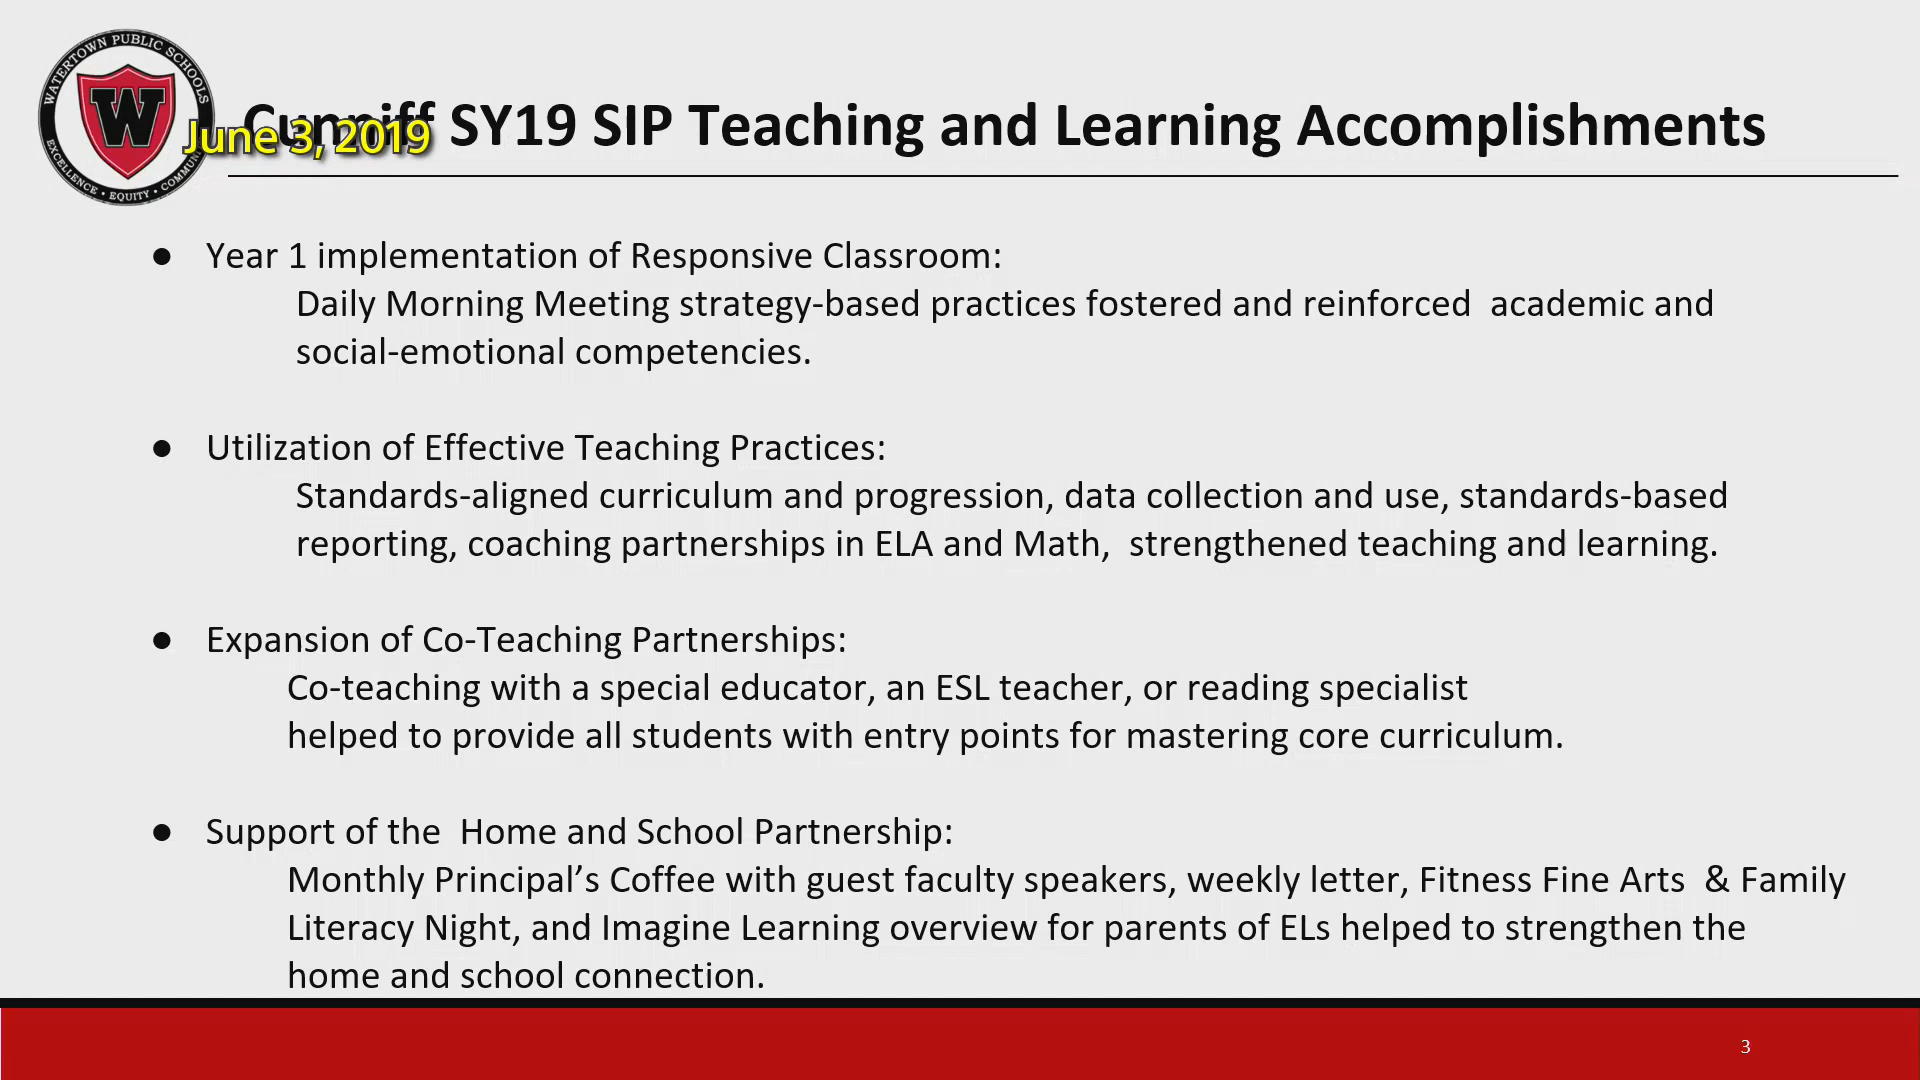 WATERTOWN PUBLIC SCHOOLS
W
EXCELLENCE • EQUITY •
Cunniff SY19 SIP Teaching and Learning Accomplishments
June 3, 2019
● Year 1 implementation of Responsive Classroom:
Daily Morning Meeting strategy-based practices fostered and reinforced academic and
social-emotional competencies.
● Utilization of Effective Teaching Practices:
Standards-aligned curriculum and progression, data collection and use, standards-based
reporting, coaching partnerships in ELA and Math, strengthened teaching and learning.
● Expansion of Co-Teaching Partnerships:
Co-teaching with a special educator, an ESL teacher, or reading specialist
helped to provide all students with entry points for mastering core curriculum.
● Support of the Home and School Partnership:
Monthly Principal’s Coffee with guest faculty speakers, weekly letter, Fitness Fine Arts & Family
Literacy Night, and Imagine Learning overview for parents of ELs helped to strengthen the
home and school connection.
3